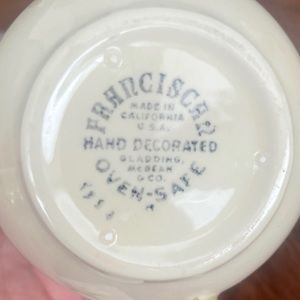 FRANCISCAN
MADE IN
CALIFORNIA
U.S.A.
HAND DECORATED
GLADDING,
McBEAN
& CO.
OVEN-SAFE